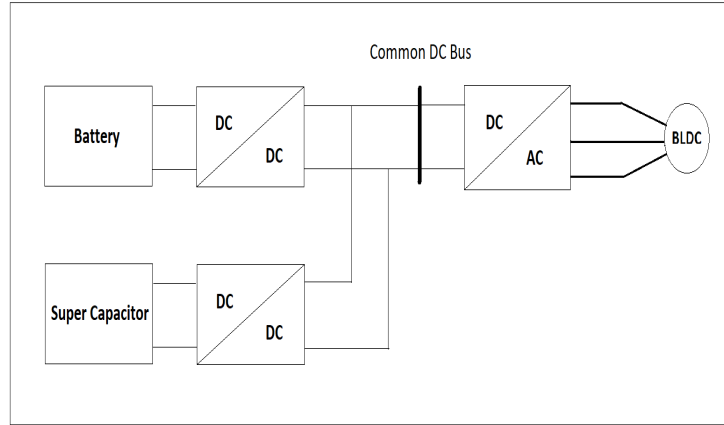 Common DC Bus
Battery
DC
DC
DC
AC
BLDC
Super Capacitor
DC
DC